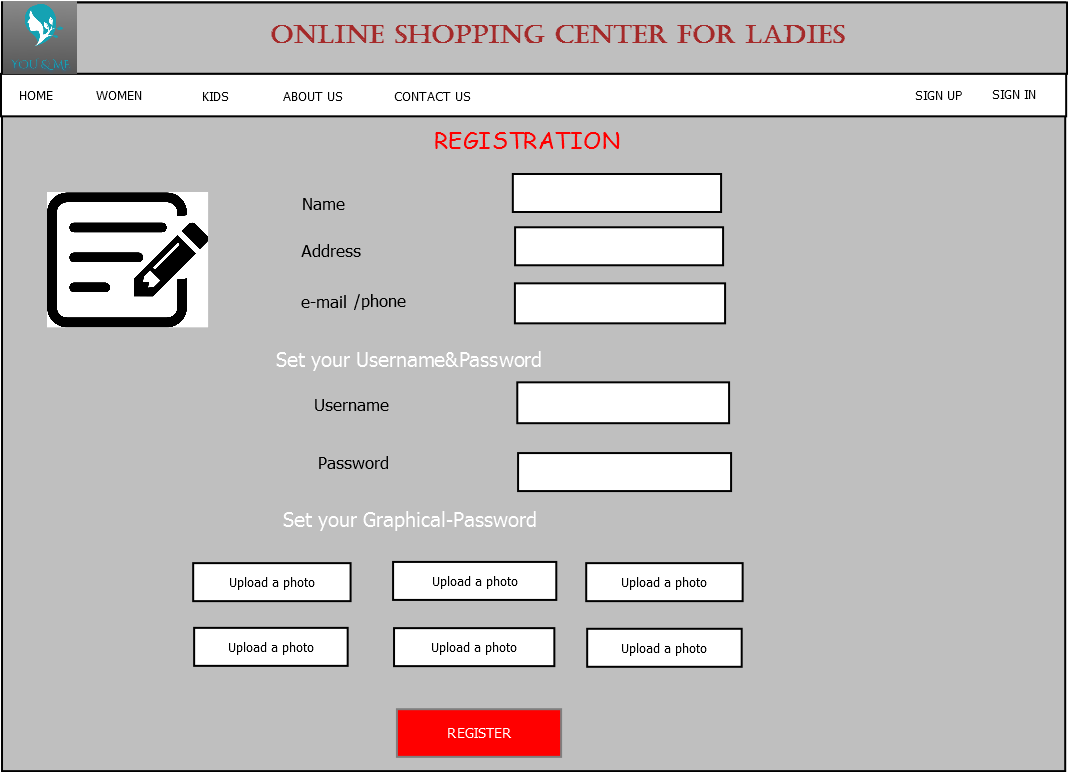 YOU & ME
ONLINE SHOPPING CENTER FOR LADIES
HOME WOMEN KIDS ABOUT US CONTACT US SIGN UP SIGN IN
REGISTRATION
Name
Address
e-mail /phone
Set your Username&Password
Username
Password
Set your Graphical-Password
Upload a photo Upload a photo Upload a photo
Upload a photo Upload a photo Upload a photo
REGISTER